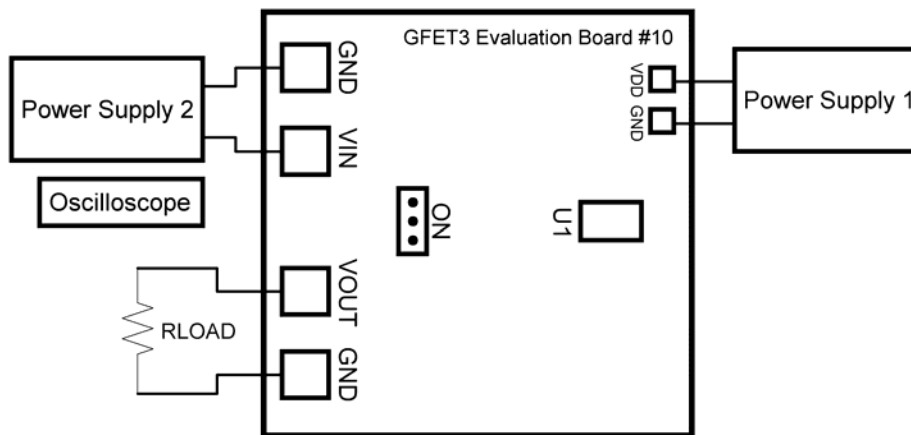 GFET3 Evaluation Board #10
Power Supply 2
GND
VIN
VDD
GND
Power Supply 1
Oscilloscope
ON
U1
VOUT
RLOAD
GND